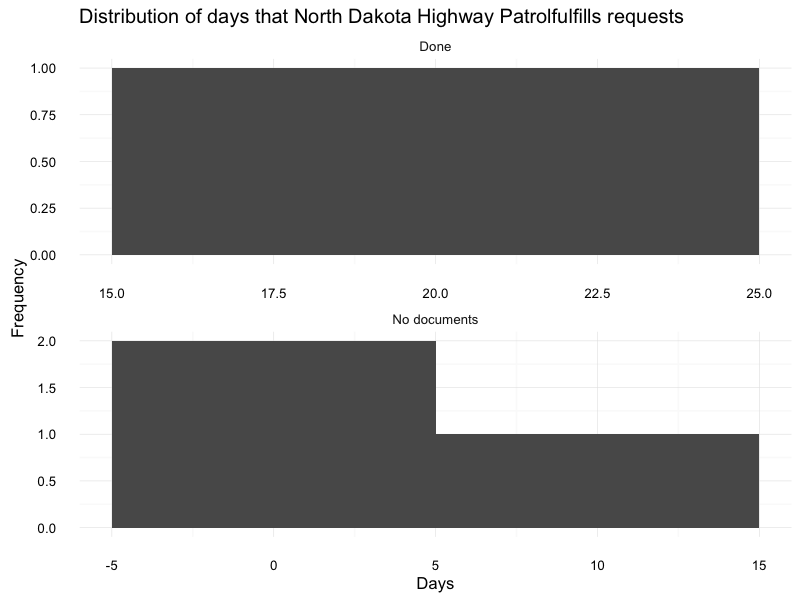 Distribution of days that North Dakota Highway Patrolfulfills requests
Done
1.00
0.75
0.50
0.25
0.00
15.0 17.5 20.0 22.5 25.0
Frequency
No documents
2.0
1.5
1.0
0.5
0.0
-5 0 5 10 15
Days